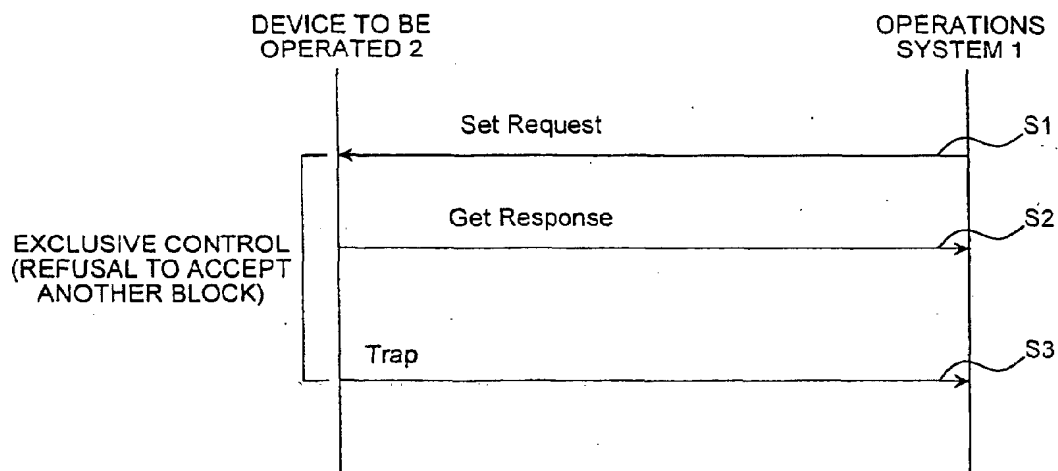 DEVICE TO BE
OPERATED 2
OPERATIONS
SYSTEM 1
Set Request
S1
Get Response
S2
EXCLUSIVE CONTROL
(REFUSAL TO ACCEPT
ANOTHER BLOCK)
Trap
S3